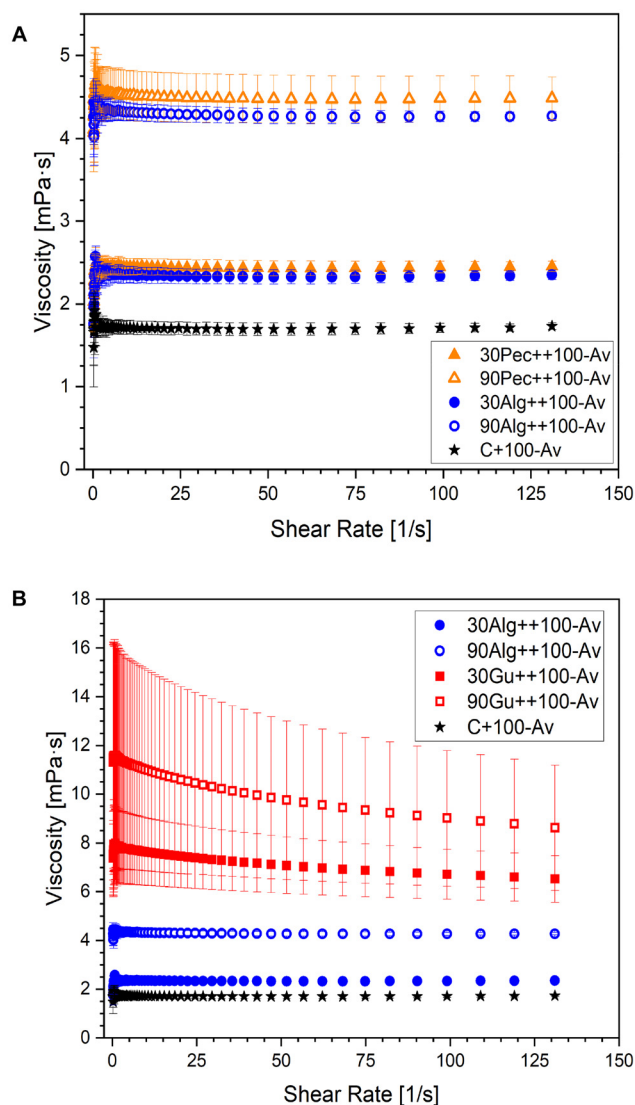 A
Viscosity [mPa·s]
5
4
3
2
1
0
30Pec++100-Av
90Pec++100-Av
30Alg++100-Av
90Alg++100-Av
C+100-Av
0 25 50 75 100 125 150
Shear Rate [1/s]
B
Viscosity [mPa·s]
18
16
14
12
10
8
6
4
2
0
30Alg++100-Av
90Alg++100-Av
30Gu++100-Av
90Gu++100-Av
C+100-Av
0 25 50 75 100 125 150
Shear Rate [1/s]